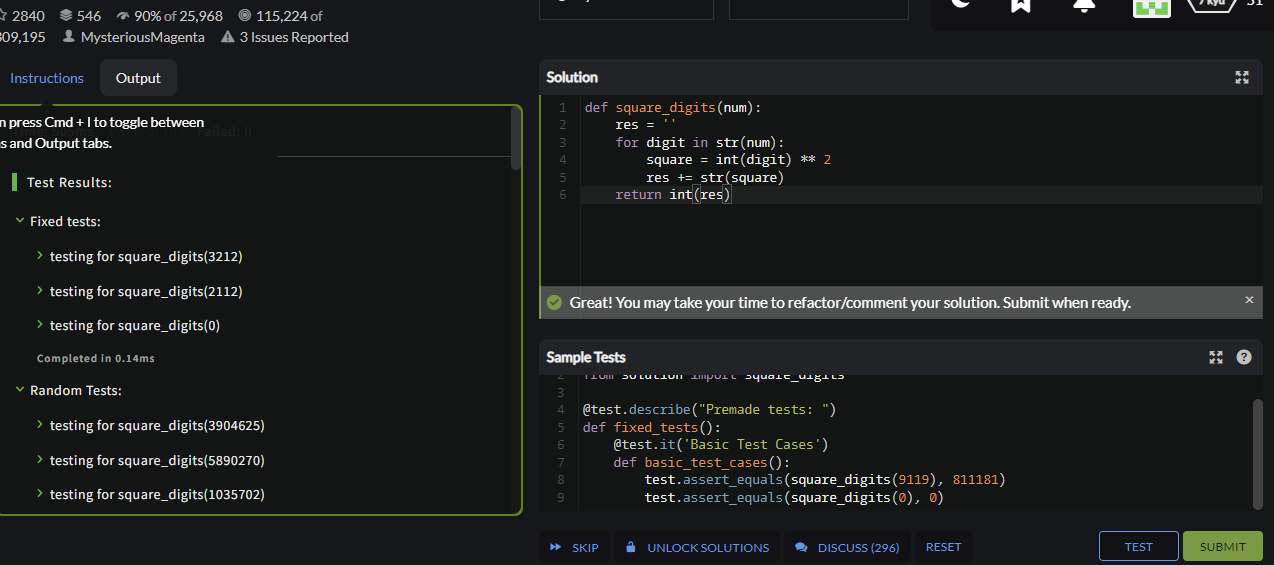 2840 546 90% of 25,968 115,224 of
309,195 MysteriousMagenta 3 Issues Reported
7 kyu
Instructions Output
press Cmd + I to toggle between
and Output tabs.
Failed: 0
Test Results:
Fixed tests:
testing for square_digits(3212)
testing for square_digits(2112)
testing for square_digits(0)
Completed in 0.14ms
Random Tests:
testing for square_digits(3904625)
testing for square_digits(5890270)
testing for square_digits(1035702)
Solution
1 def square_digits(num):
2 res = ''
3 for digit in str(num):
4 square = int(digit) ** 2
5 res += str(square)
6 return int(res)
Great! You may take your time to refactor/comment your solution. Submit when ready.
Sample Tests
2 from solution import square_digits
3
4 @test.describe("Premade tests: ")
5 def fixed_tests():
6 @test.it('Basic Test Cases')
7 def basic_test_cases():
8 test.assert_equals(square_digits(9119), 811181)
9 test.assert_equals(square_digits(0), 0)
SKIP UNLOCK SOLUTIONS DISCUSS (296) RESET TEST SUBMIT